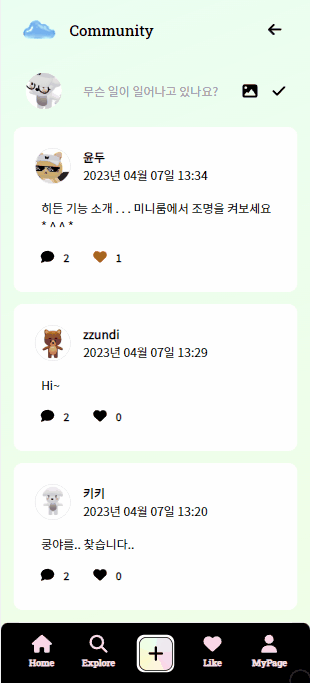 Community
무슨 일이 일어나고 있나요?
윤두
2023년 04월 07일 13:34
히든 기능 소개 . . . 미니룸에서 조명을 켜보세요
* ^ ^ *
2 1
zzundi
2023년 04월 07일 13:29
Hi~
2 0
키키
2023년 04월 07일 13:20
쿵야를.. 찾습니다..
2 0
Home Explore Like MyPage